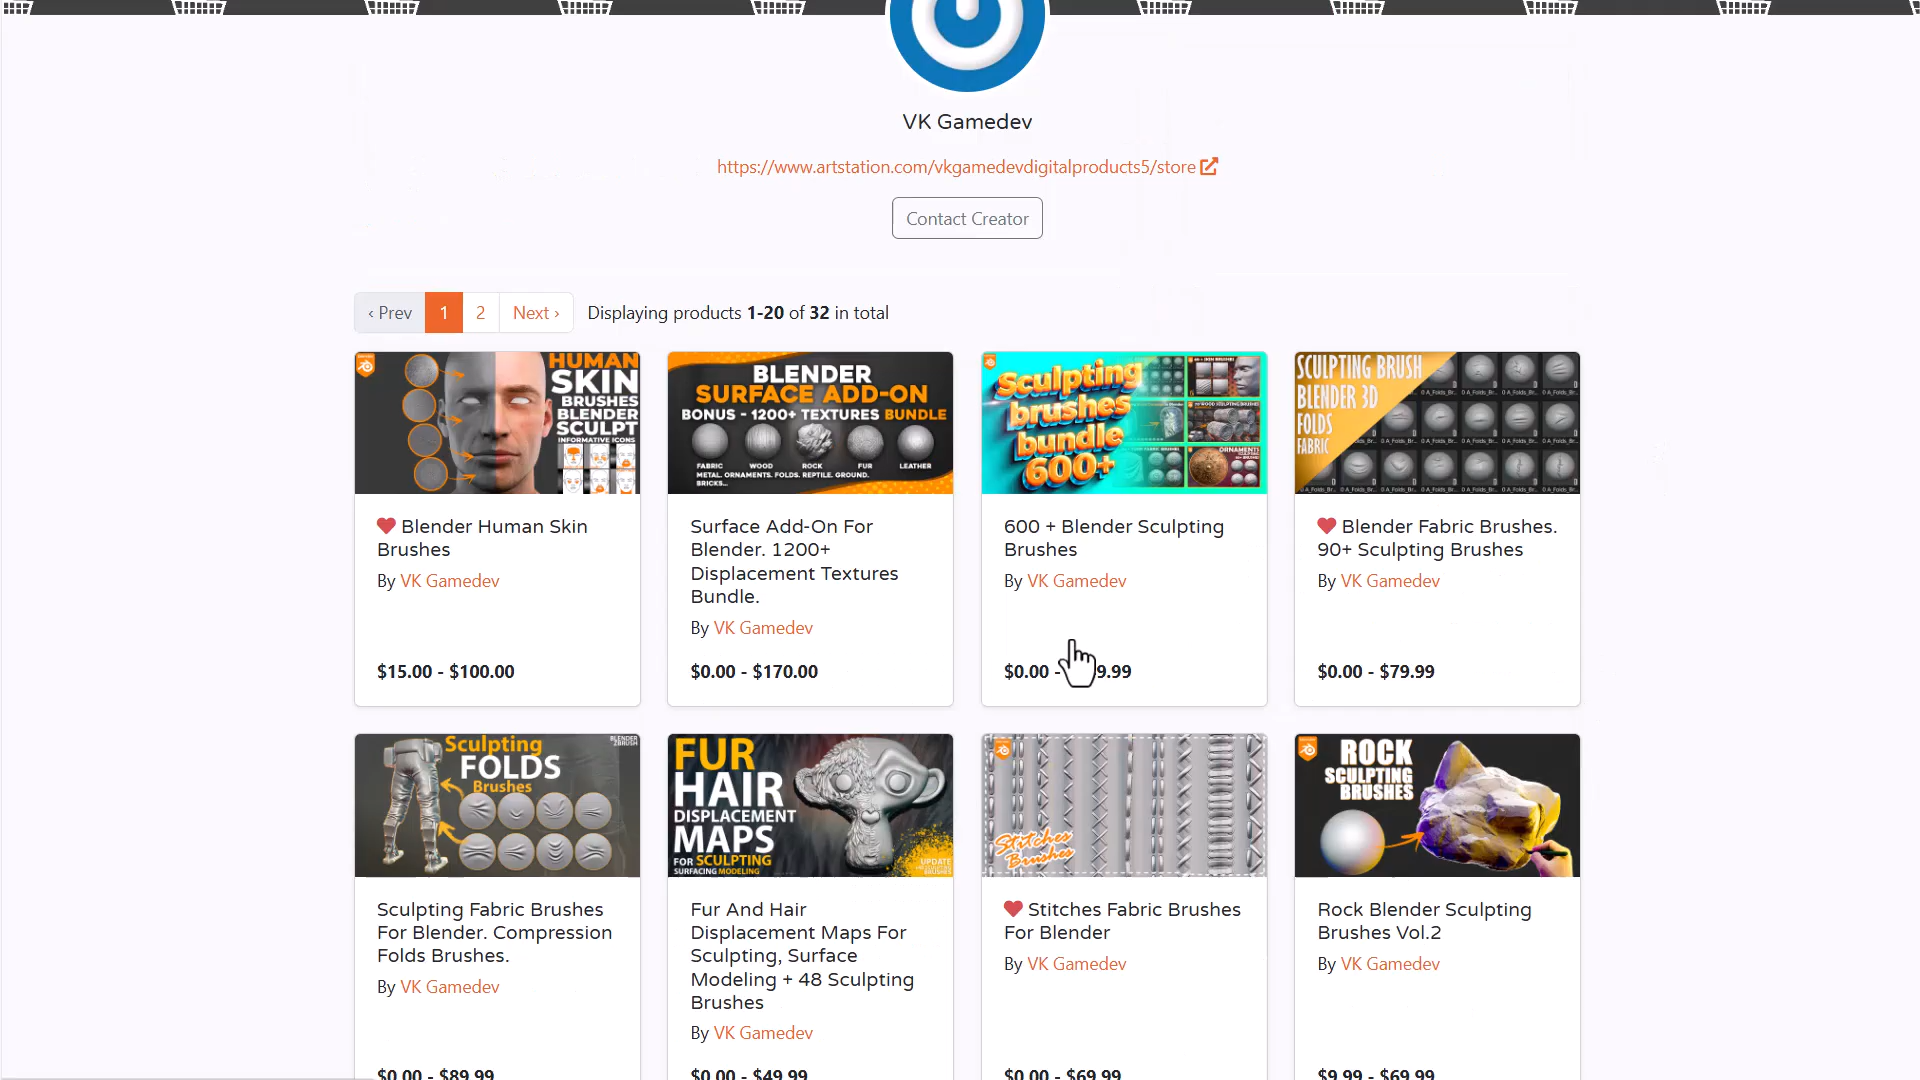 VK Gamedev
https://www.artstation.com/vkgamedevdigitalproducts5/store
Contact Creator
‹ Prev 1 2 Next › Displaying products 1-20 of 32 in total
HUMAN
SKIN
BRUSHES
BLENDER
SCULPT
INFORMATIVE ICONS
Blender Human Skin
Brushes
By VK Gamedev
$15.00 - $100.00
BLENDER
SURFACE ADD-ON
BONUS - 1200+ TEXTURES BUNDLE
FABRIC WOOD ROCK FUR LEATHER
METAL. ORNAMENTS. FOLDS. REPTILE. GROUND.
BRICKS...
Surface Add-On For
Blender. 1200+
Displacement Textures
Bundle.
By VK Gamedev
$0.00 - $170.00
Sculpting
brushes
bundle
600+
600 + Blender Sculpting
Brushes
By VK Gamedev
$0.00 - 9.99
SCULPTING BRUSH
BLENDER 3D
FOLDS
FABRIC
Blender Fabric Brushes.
90+ Sculpting Brushes
By VK Gamedev
$0.00 - $79.99
Sculpting
FOLDS
Brushes
BLENDER
ZBRUSH
Sculpting Fabric Brushes
For Blender. Compression
Folds Brushes.
By VK Gamedev
$0.00 - $89.99
FUR
HAIR
DISPLACEMENT
MAPS
FOR SCULPTING
SURFACING MODELING
UPDATE
BRUSHES
Fur And Hair
Displacement Maps For
Sculpting, Surface
Modeling + 48 Sculpting
Brushes
By VK Gamedev
$0.00 - $49.99
Stitches
Brushes
Stitches Fabric Brushes
For Blender
By VK Gamedev
$0.00 - $69.99
ROCK
SCULPTING
BRUSHES
Rock Blender Sculpting
Brushes Vol.2
By VK Gamedev
$9.99 - $69.99